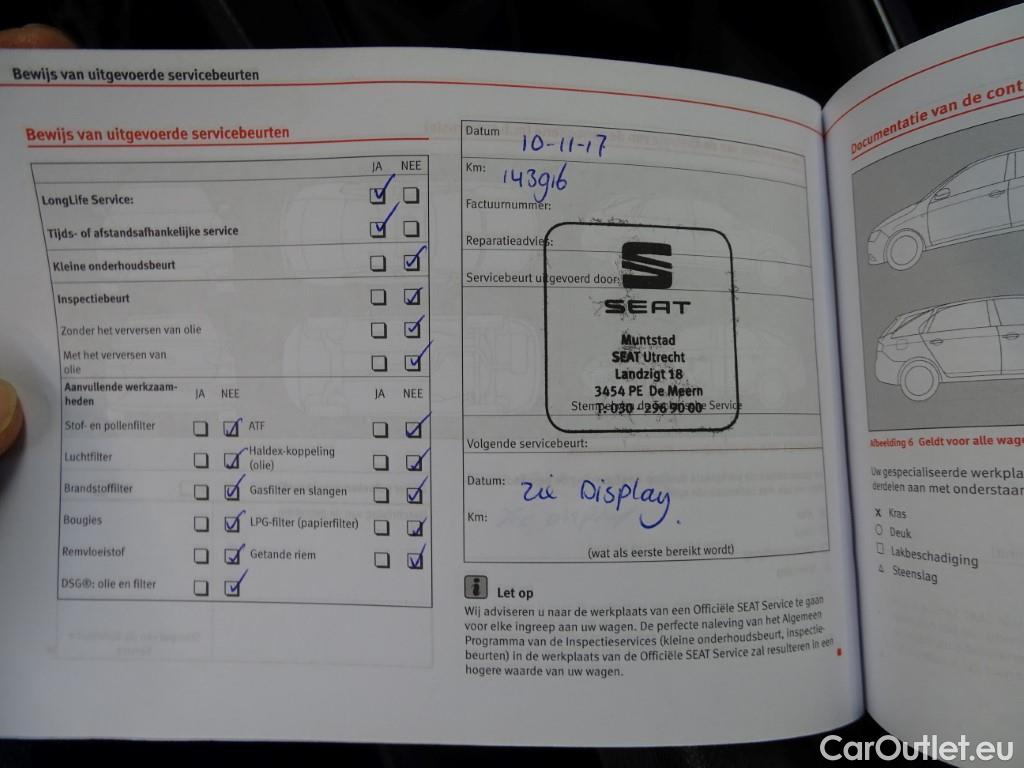 Bewijs van uitgevoerde servicebeurten
Bewijs van uitgevoerde servicebeurten
JA NEE
LongLife Service:
Tijds- of afstandsafhankelijke service
Kleine onderhoudsbeurt
Inspectiebeurt
Zonder het verversen van olie
Met het verversen van
olie
Aanvullende werkzaam-
heden
JA NEE JA NEE
Stof- en pollenfilter ATF
Luchtfilter Haldex-koppeling
(olie)
Brandstoffilter Gasfilter en slangen
Bougies LPG-filter (papierfilter)
Remvloeistof Getande riem
DSG®: olie en filter
Datum
10-11-17
Km: 143916
Factuurnummer:
Reparatieadvies:
Servicebeurt uitgevoerd door:
SEAT
Muntstad
SEAT Utrecht
Landzigt 18
3454 PE De Meern
T: 030 - 296 90 00
Stempel van de Technische Service
Volgende servicebeurt:
Datum: zie Display.
Km:
(wat als eerste bereikt wordt)
i Let op
Wij adviseren u naar de werkplaats van een Officiële SEAT Service te gaan
voor elke ingreep aan uw wagen. De perfecte naleving van het Algemeen
Programma van de Inspectieservices (kleine onderhoudsbeurt, inspectie-
beurten) in de werkplaats van de Officiële SEAT Service zal resulteren in een
hogere waarde van uw wagen.
Documentatie van de cont
Afbeelding 6 Geldt voor alle wage
Uw gespecialiseerde werkpla
derdelen aan met onderstaan
x Kras
Deuk
Lakbeschadiging
Steenslag
CarOutlet.eu